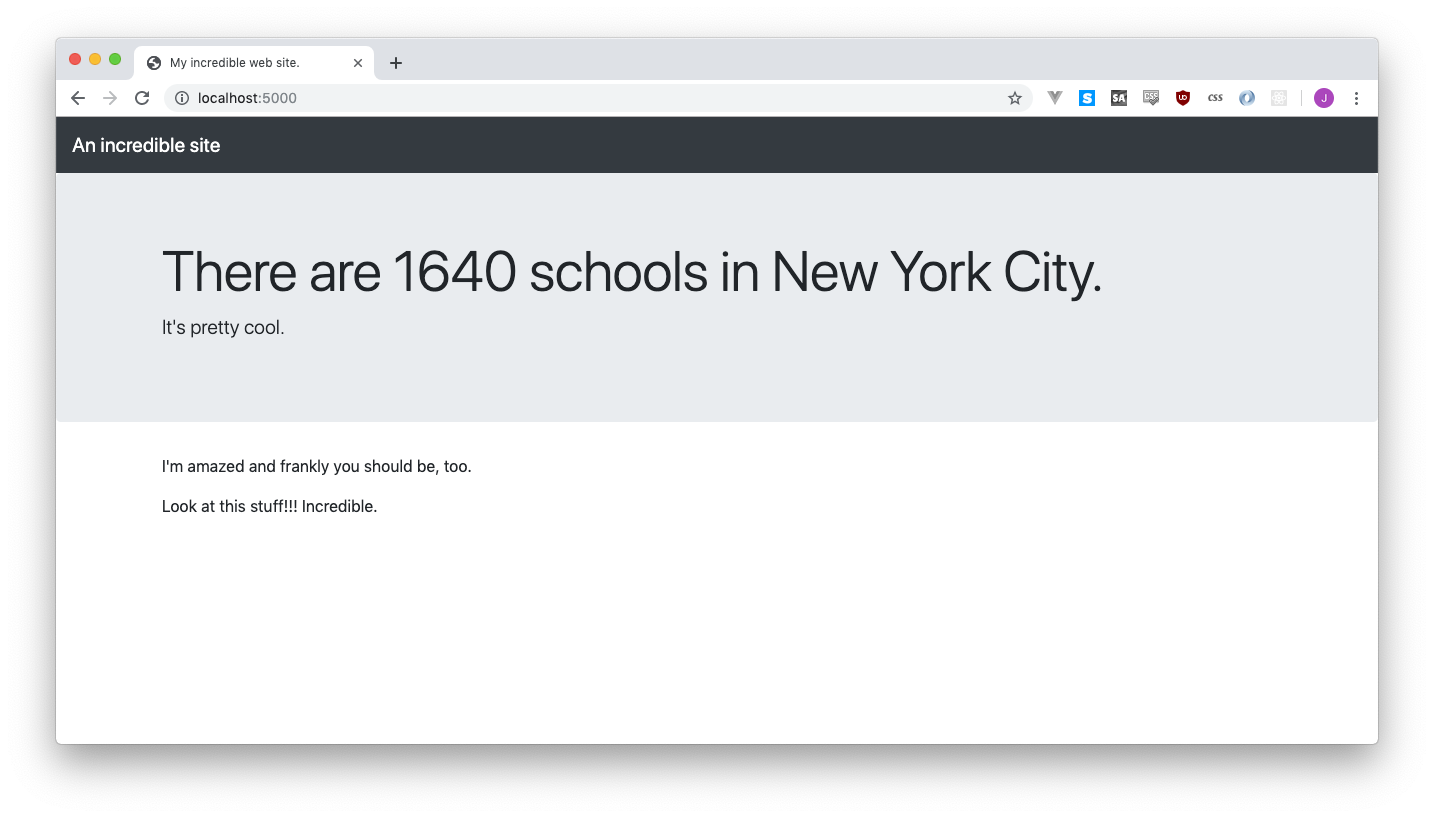 My incredible web site.
localhost:5000
SA
CSS
UD
css
J
An incredible site
There are 1640 schools in New York City.
It's pretty cool.
I'm amazed and frankly you should be, too.
Look at this stuff!!! Incredible.